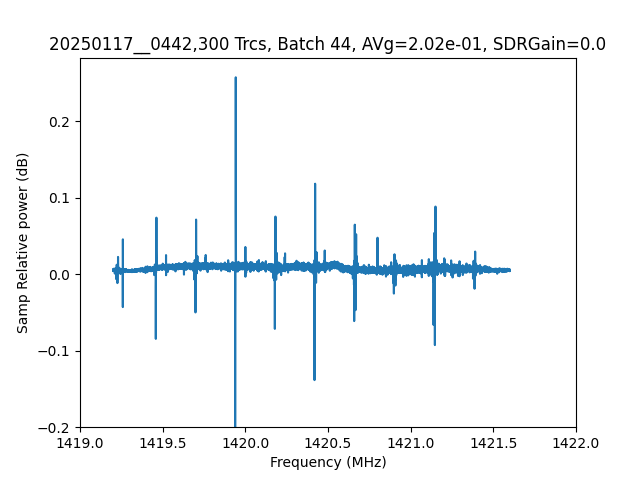 20250117__0442,300 Trcs, Batch 44, AVg=2.02e-01, SDRGain=0.0
Samp Relative power (dB)
0.2
0.1
0.0
−0.1
−0.2
1419.0 1419.5 1420.0 1420.5 1421.0 1421.5 1422.0
Frequency (MHz)